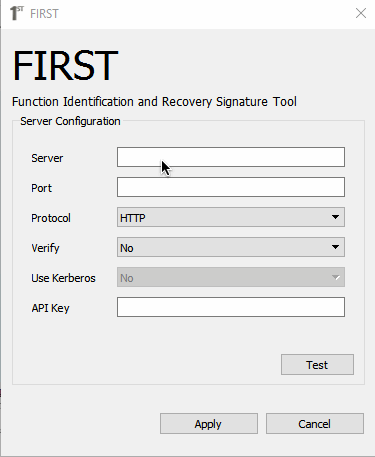 1ST FIRST
FIRST
Function Identification and Recovery Signature Tool
Server Configuration
Server
Port
Protocol HTTP
Verify No
Use Kerberos No
API Key
Test
Apply Cancel